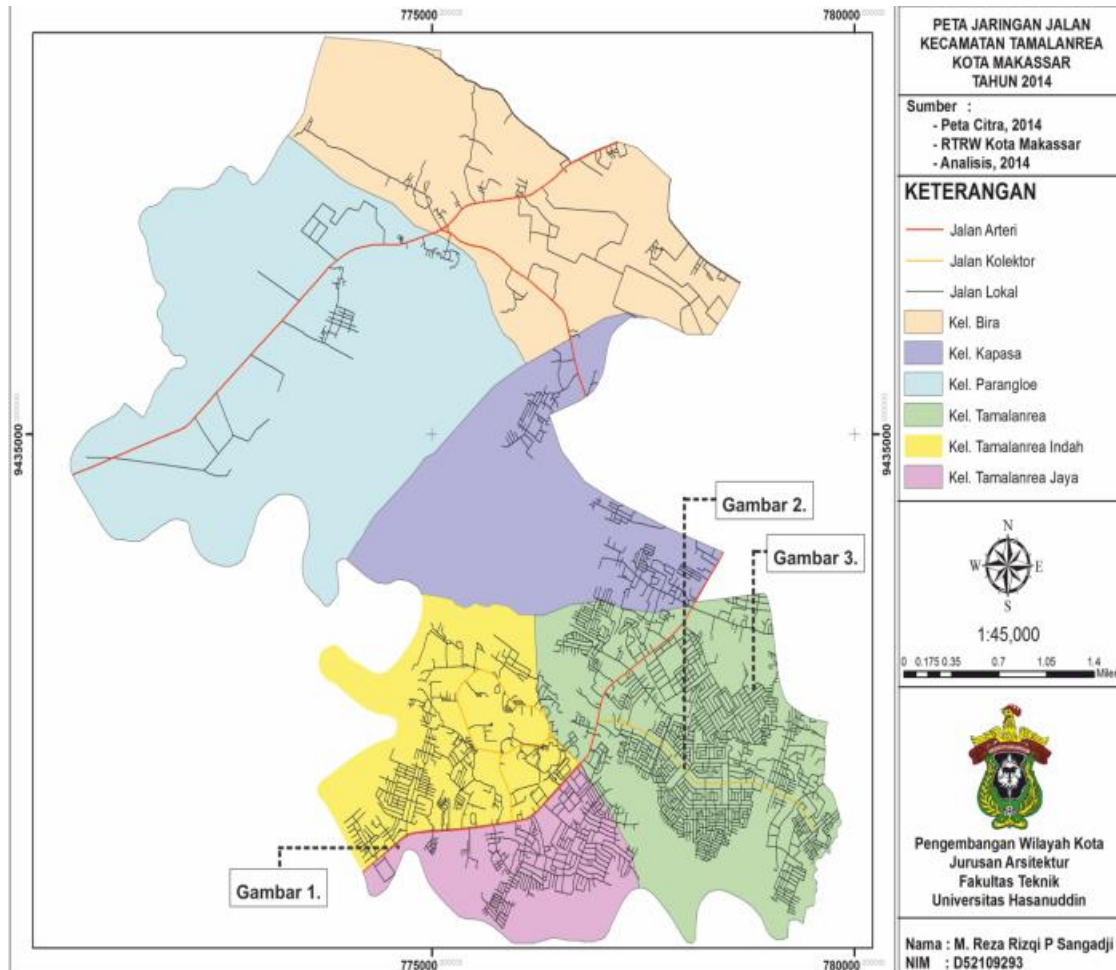 775000
780000
9435000
9435000
Gambar 2.
Gambar 3.
Gambar 1.
775000
780000
PETA JARINGAN JALAN
KECAMATAN TAMALANREA
KOTA MAKASSAR
TAHUN 2014
Sumber :
- Peta Citra, 2014
- RTRW Kota Makassar
- Analisis, 2014
KETERANGAN
Jalan Arteri
Jalan Kolektor
Jalan Lokal
Kel. Bira
Kel. Kapasa
Kel. Parangloe
Kel. Tamalanrea
Kel. Tamalanrea Indah
Kel. Tamalanrea Jaya
N
W E
S
1:45,000
0 0.175 0.35 0.7 1.05 1.4
Miles
Pengembangan Wilayah Kota
Jurusan Arsitektur
Fakultas Teknik
Universitas Hasanuddin
Nama : M. Reza Rizqi P Sangadji
NIM : D52109293